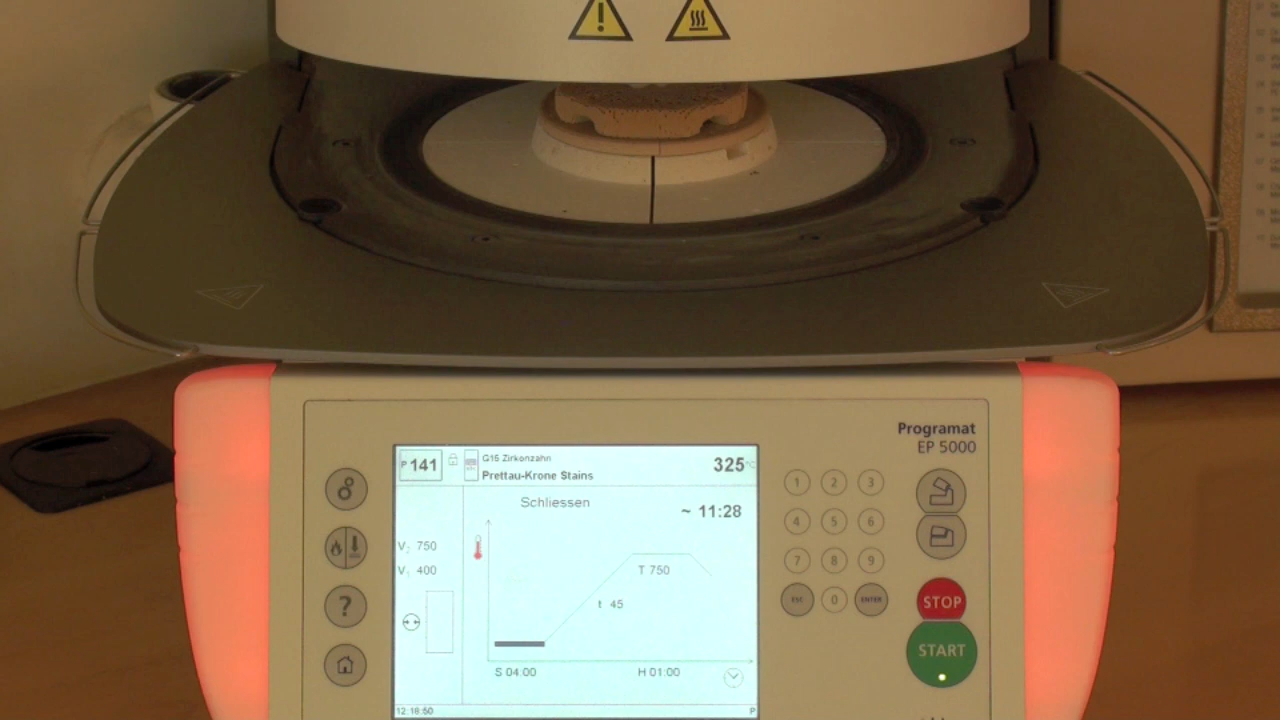 Programat
EP 5000
P 141
G15 Zirkonzahn
Prettau-Krone Stains
325 °C
Schliessen
~ 11:28
V2 750
V1 400
T 750
t 45
S 04:00
H 01:00
12:18:50
P
1 2 3
4 5 6
7 8 9
ESC 0 ENTER
STOP
START
?